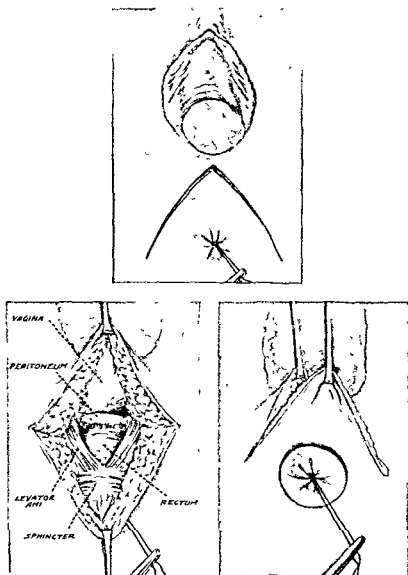 VAGINA
PERITONEUM
LEVATOR
ANI
RECTUM
SPHINCTER